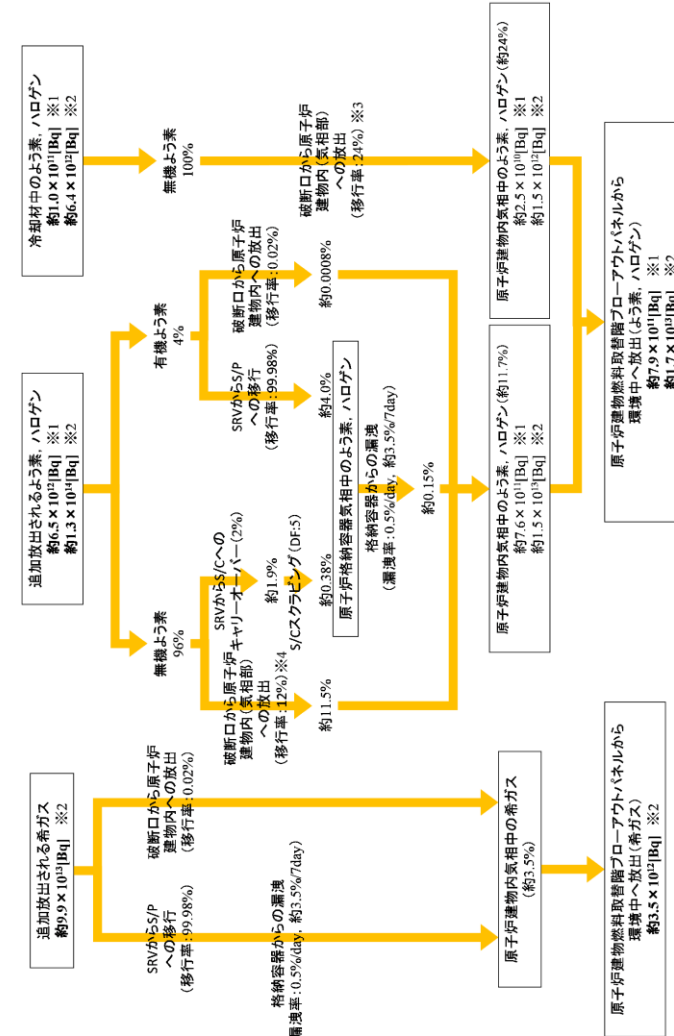 追加放出される希ガス
約9.9×10¹³[Bq] ※2
SRVからS/P
への移行
(移行率:99.98%)
破断口から原子炉
建物内への放出
(移行率:0.02%)
格納容器からの漏洩
漏洩率:0.5%/day, 約3.5%/7day)
原子炉建物内気相中の希ガス
(約3.5%)
原子炉建物燃料取替階ブローアウトパネルから
環境中へ放出(希ガス)
約3.5×10¹²[Bq] ※2
追加放出されるよう素, ハロゲン
約6.5×10¹²[Bq] ※1
約1.3×10¹⁴[Bq] ※2
無機よう素
96%
有機よう素
4%
破断口から原子炉
建物内(気相部)
への放出
(移行率:12%)※4
約11.5%
SRVからS/Cへの
キャリーオーバー(2%)
約1.9%
S/Cスクラビング(DF:5)
約0.38%
SRVからS/P
への移行
(移行率:99.98%)
約4.0%
破断口から原子炉
建物内への放出
(移行率:0.02%)
約0.0008%
原子炉格納容器気相中のよう素, ハロゲン
格納容器からの漏洩
(漏洩率:0.5%/day, 約3.5%/7day)
約0.15%
原子炉建物内気相中のよう素, ハロゲン(約11.7%)
約7.6×10¹¹[Bq] ※1
約1.5×10¹³[Bq] ※2
冷却材中のよう素, ハロゲン
約1.0×10¹¹[Bq] ※1
約6.4×10¹²[Bq] ※2
無機よう素
100%
破断口から原子炉
建物内(気相部)
への放出
(移行率:24%) ※3
原子炉建物内気相中のよう素, ハロゲン(約24%)
約2.5×10¹⁰[Bq] ※1
約1.5×10¹²[Bq] ※2
原子炉建物燃料取替階ブローアウトパネルから
環境中へ放出(よう素, ハロゲン)
約7.9×10¹¹[Bq] ※1
約1.7×10¹³[Bq] ※2